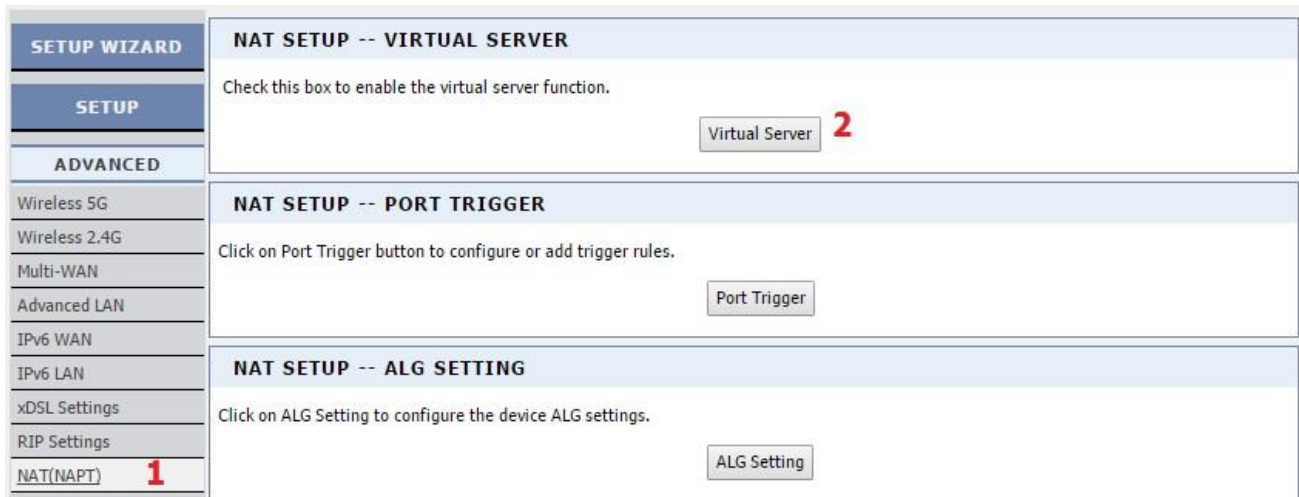 SETUP WIZARD
SETUP
ADVANCED
Wireless 5G
Wireless 2.4G
Multi-WAN
Advanced LAN
IPv6 WAN
IPv6 LAN
xDSL Settings
RIP Settings
NAT(NAPT) 1
NAT SETUP -- VIRTUAL SERVER
Check this box to enable the virtual server function.
Virtual Server 2
NAT SETUP -- PORT TRIGGER
Click on Port Trigger button to configure or add trigger rules.
Port Trigger
NAT SETUP -- ALG SETTING
Click on ALG Setting to configure the device ALG settings.
ALG Setting